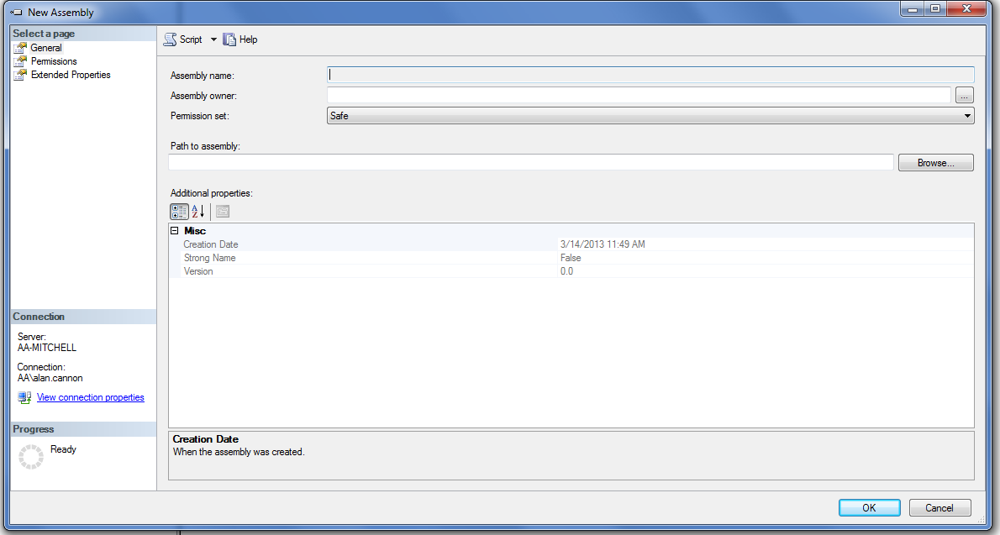 New Assembly
Select a page
General
Permissions
Extended Properties
Script
Help
Assembly name:
Assembly owner:
...
Permission set:
Safe
Path to assembly:
Browse...
Additional properties:
Misc
Creation Date 3/14/2013 11:49 AM
Strong Name False
Version 0.0
Connection
Server:
AA-MITCHELL
Connection:
AA\alan.cannon
View connection properties
Progress
Ready
Creation Date
When the assembly was created.
OK
Cancel